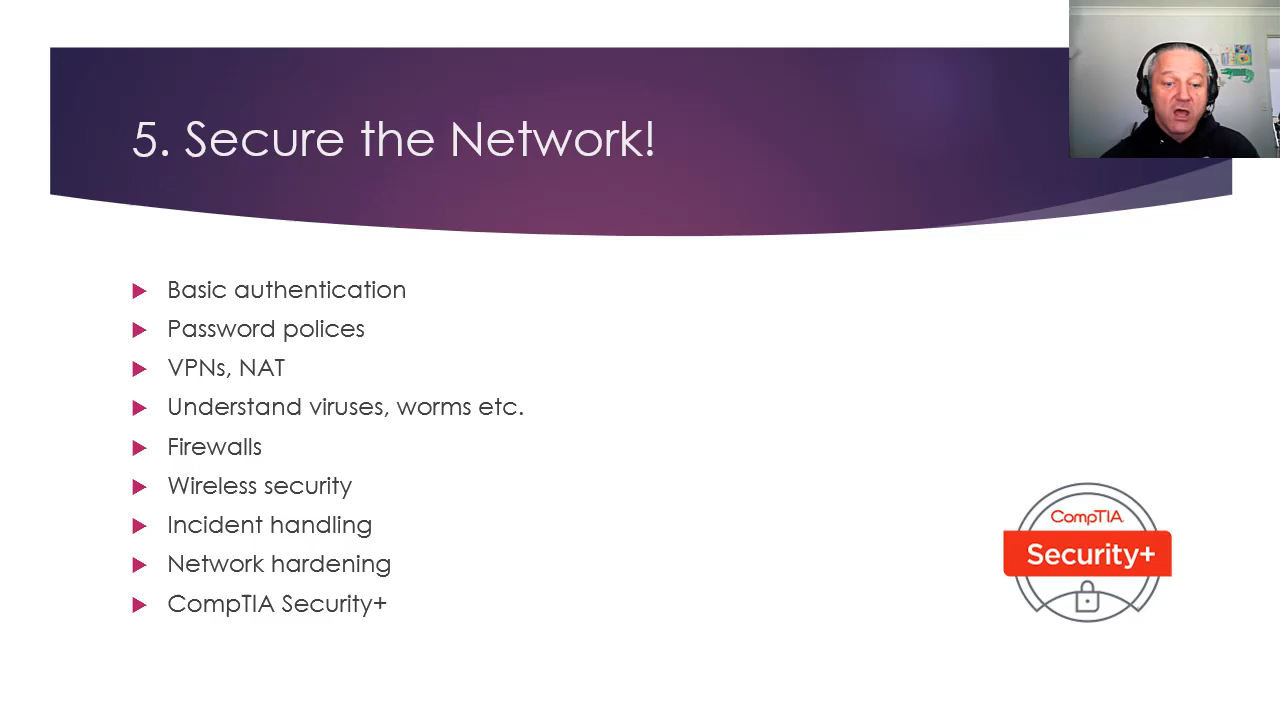 5. Secure the Network!
Basic authentication
Password polices
VPNs, NAT
Understand viruses, worms etc.
Firewalls
Wireless security
Incident handling
Network hardening
CompTIA Security+
CompTIA
Security+